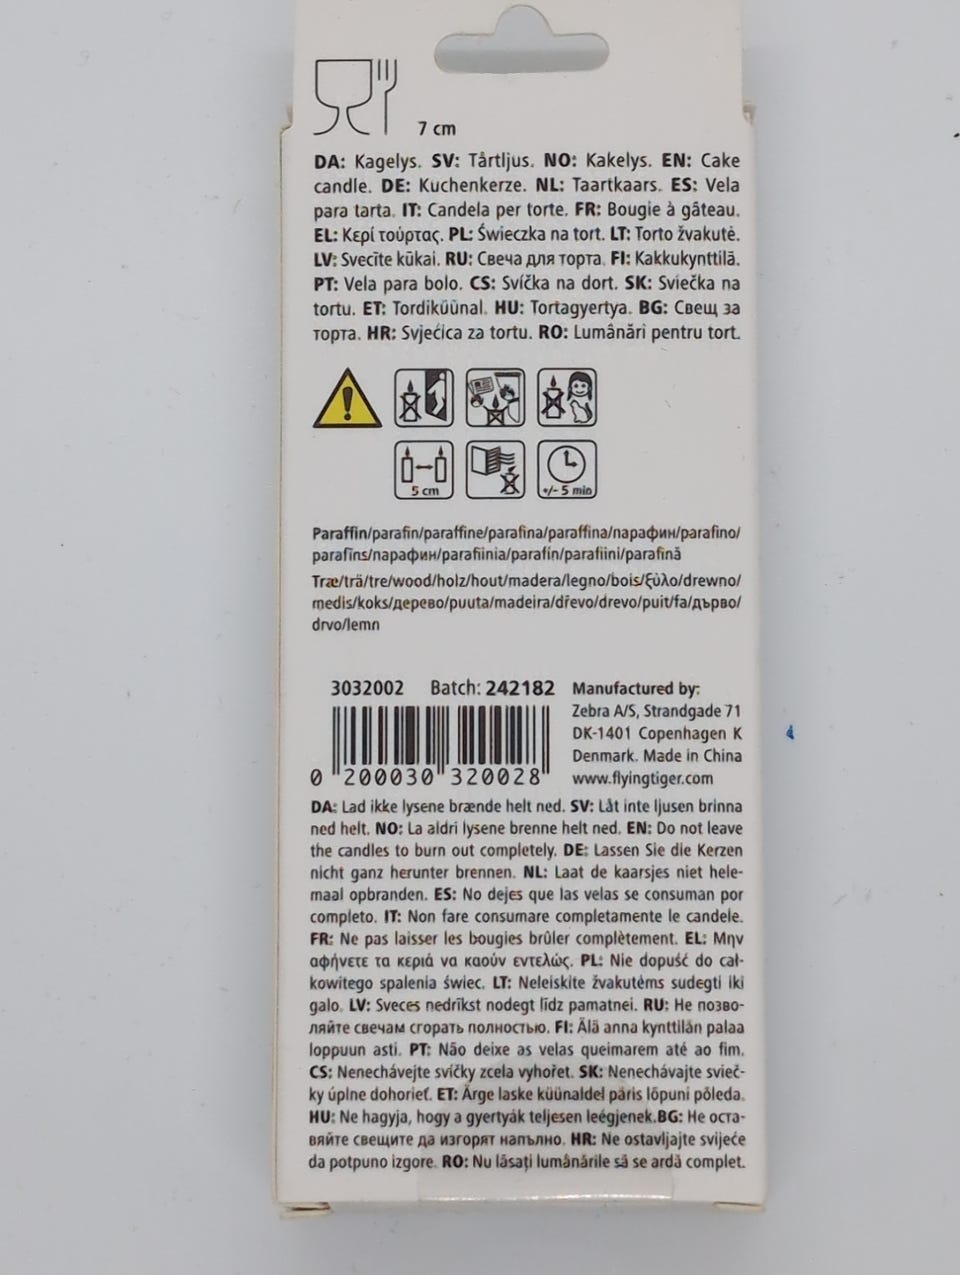 7 cm
DA: Kagelys. SV: Tårtljus. NO: Kakelys. EN: Cake
candle. DE: Kuchenkerze. NL: Taartkaars. ES: Vela
para tarta. IT: Candela per torte. FR: Bougie à gâteau.
EL: Κερί τούρτας. PL: Świeczka na tort. LT: Torto žvakutė.
LV: Svecīte kūkai. RU: Свеча для торта. FI: Kakkukynttilä.
PT: Vela para bolo. CS: Svíčka na dort. SK: Sviečka na
tortu. ET: Tordiküünal. HU: Tortagyertya. BG: Свещ за
торта. HR: Svjećica za tortu. RO: Lumânări pentru tort.
5 cm
+/- 5 min
Paraffin/parafin/paraffine/parafina/paraffina/парафин/parafino/
parafīns/парафин/parafiinia/parafín/parafiini/parafină
Træ/trä/tre/wood/holz/hout/madera/legno/bois/ξύλο/drewno/
medis/koks/дерево/puuta/madeira/dřevo/drevo/puit/fa/дърво/
drvo/lemn
3032002 Batch: 242182
0 200030 320028
Manufactured by:
Zebra A/S, Strandgade 71
DK-1401 Copenhagen K
Denmark. Made in China
www.flyingtiger.com
DA: Lad ikke lysene brænde helt ned. SV: Låt inte ljusen brinna
ned helt. NO: La aldri lysene brenne helt ned. EN: Do not leave
the candles to burn out completely. DE: Lassen Sie die Kerzen
nicht ganz herunter brennen. NL: Laat de kaarsjes niet hele-
maal opbranden. ES: No dejes que las velas se consuman por
completo. IT: Non fare consumare completamente le candele.
FR: Ne pas laisser les bougies brûler complètement. EL: Μην
αφήνετε τα κεριά να καούν εντελώς. PL: Nie dopuść do cał-
kowitego spalenia świec. LT: Neleiskite žvakutėms sudegti iki
galo. LV: Sveces nedrīkst nodegt līdz pamatnei. RU: Не позво-
ляйте свечам сгорать полностью. FI: Älä anna kynttilän palaa
loppuun asti. PT: Não deixe as velas queimarem até ao fim.
CS: Nenechávejte svíčky zcela vyhořet. SK: Nenechávajte svieč-
ky úplne dohorieť. ET: Ärge laske küünaldel päris lõpuni põleda.
HU: Ne hagyja, hogy a gyertyák teljesen leégjenek.BG: Не оста-
вяйте свещите да изгорят напълно. HR: Ne ostavljajte svijeće
da potpuno izgore. RO: Nu lăsați lumânările să se ardă complet.